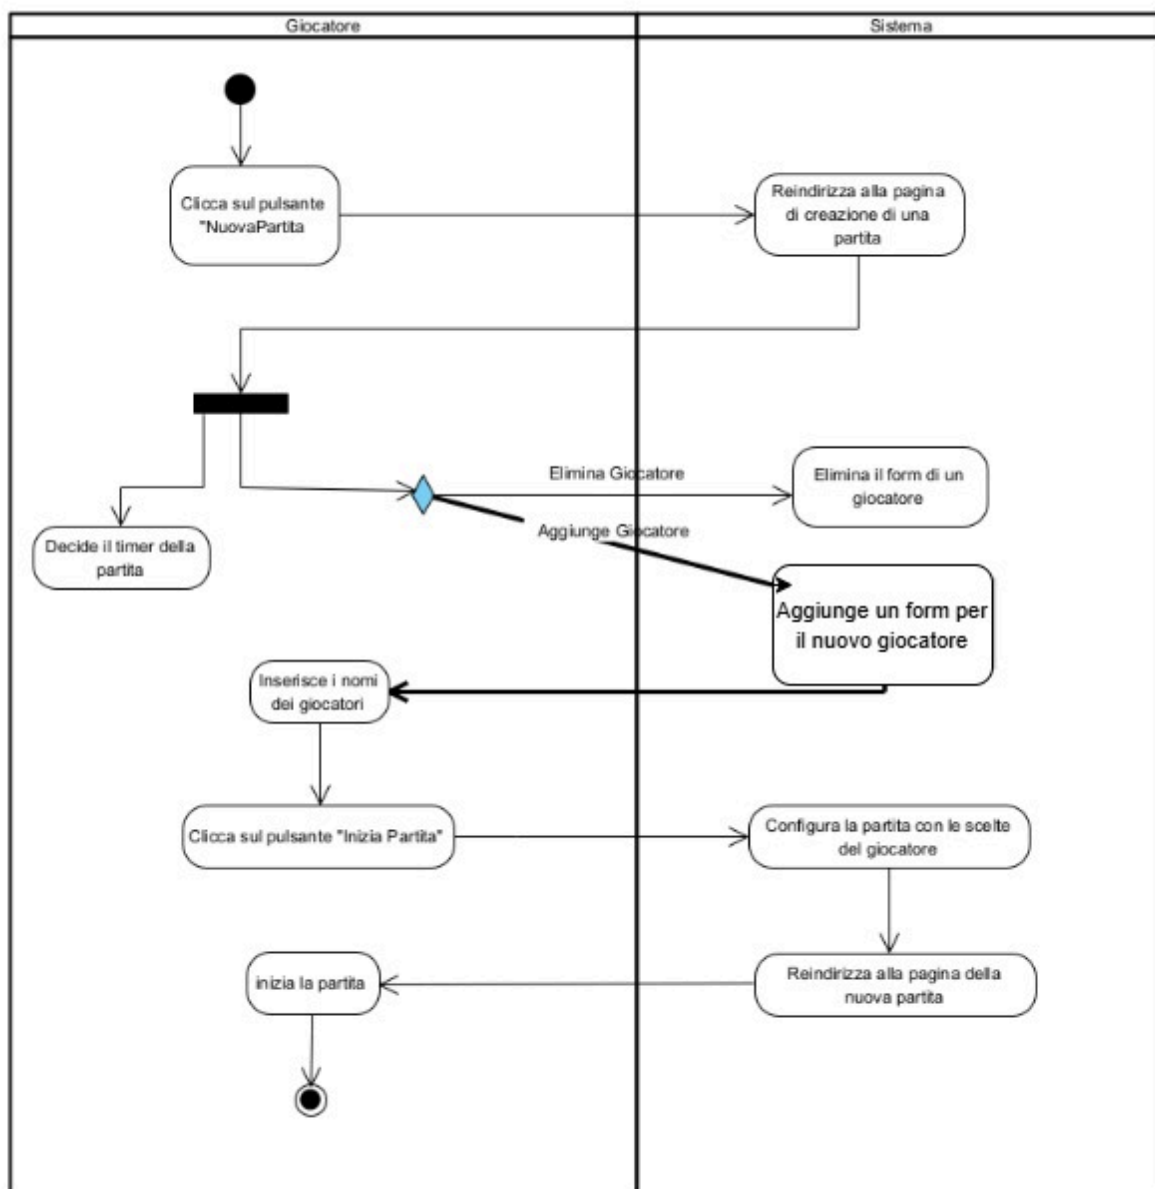 Giocatore
Sistema
Clicca sul pulsante
"NuovaPartita
Reindirizza alla pagina
di creazione di una
partita
Elimina Giocatore
Elimina il form di un
giocatore
Aggiunge Giocatore
Decide il timer della
partita
Aggiunge un form per
il nuovo giocatore
Inserisce i nomi
dei giocatori
Clicca sul pulsante "Inizia Partita"
Configura la partita con le scelte
del giocatore
inizia la partita
Reindirizza alla pagina della
nuova partita